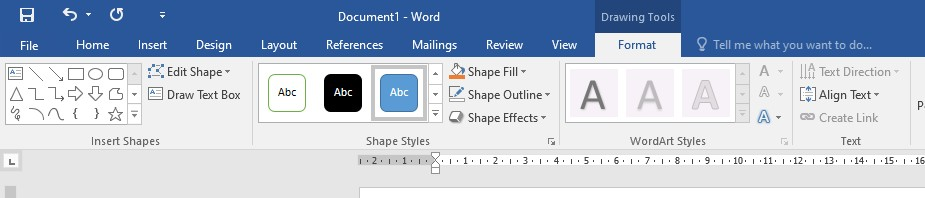 Document1 - Word
Drawing Tools
File Home Insert Design Layout References Mailings Review View Format Tell me what you want to do...
Abc Abc Abc
A A A
Edit Shape
Draw Text Box
Insert Shapes
Shape Fill
Shape Outline
Shape Effects
Shape Styles
WordArt Styles
Text Direction
Align Text
Create Link
Text
L 2 1 1 2 3 4 5 6 7 8 9 10 11 12 13 14 15 16